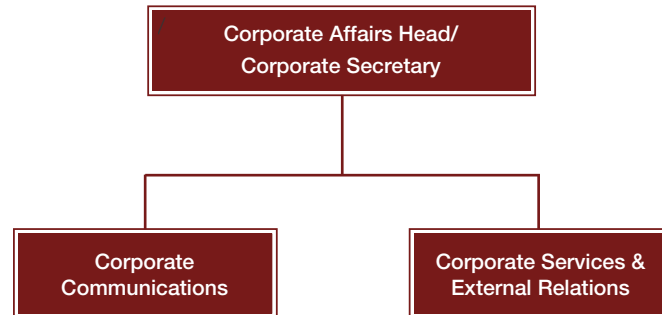 Corporate Affairs Head/
Corporate Secretary
Corporate
Communications
Corporate Services &
External Relations